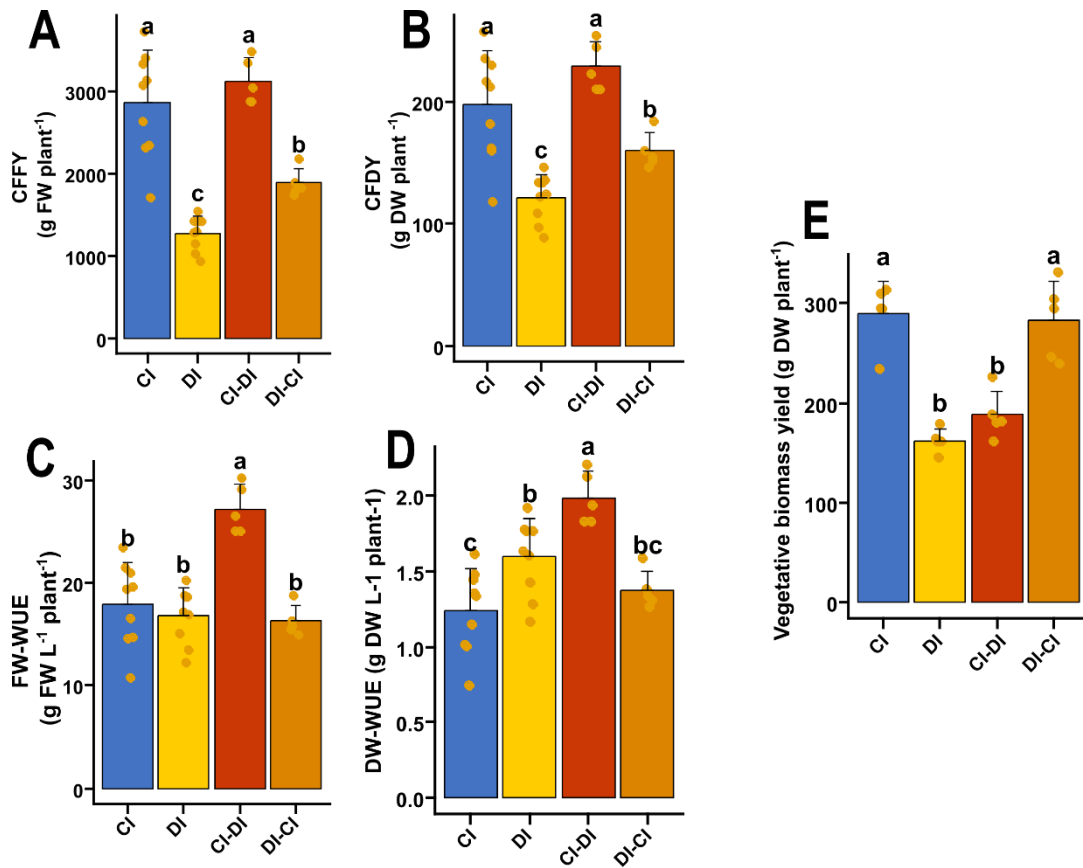 A
CFFY
(g FW plant⁻¹)
3000
2000
1000
0
a
c
a
b
CI
DI
CI-DI
DI-CI
B
CFDY
(g DW plant ⁻¹)
200
100
0
a
c
a
b
CI
DI
CI-DI
DI-CI
C
FW-WUE
(g FW L⁻¹ plant⁻¹)
30
20
10
0
b
b
a
b
CI
DI
CI-DI
DI-CI
D
DW-WUE (g DW L-1 plant-1)
2.0
1.5
1.0
0.5
0.0
c
b
a
bc
CI
DI
CI-DI
DI-CI
E
Vegetative biomass yield (g DW plant⁻¹)
300
200
100
0
a
b
b
a
CI
DI
CI-DI
DI-CI